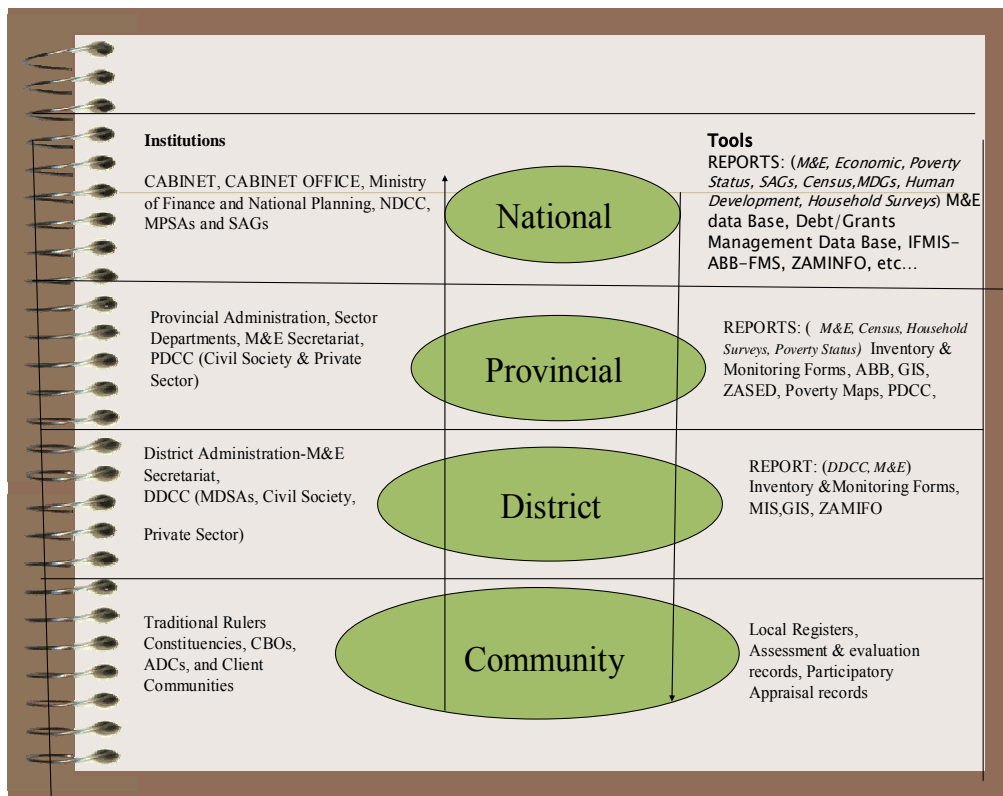 Institutions
CABINET, CABINET OFFICE, Ministry
of Finance and National Planning, NDCC,
MPSAs and SAGs
National
Tools
REPORTS: (M&E, Economic, Poverty
Status, SAGs, Census,MDGs, Human
Development, Household Surveys) M&E
data Base, Debt/Grants
Management Data Base, IFMIS-
ABB-FMS, ZAMINFO, etc...
Provincial Administration, Sector
Departments, M&E Secretariat,
PDCC (Civil Society & Private
Sector)
Provincial
REPORTS: ( M&E, Census, Household
Surveys, Poverty Status) Inventory &
Monitoring Forms, ABB, GIS,
ZASED, Poverty Maps, PDCC,
District Administration-M&E
Secretariat,
DDCC (MDSAs, Civil Society,
Private Sector)
District
REPORT: (DDCC, M&E)
Inventory &Monitoring Forms,
MIS,GIS, ZAMIFO
Traditional Rulers
Constituencies, CBOs,
ADCs, and Client
Communities
Community
Local Registers,
Assessment & evaluation
records, Participatory
Appraisal records